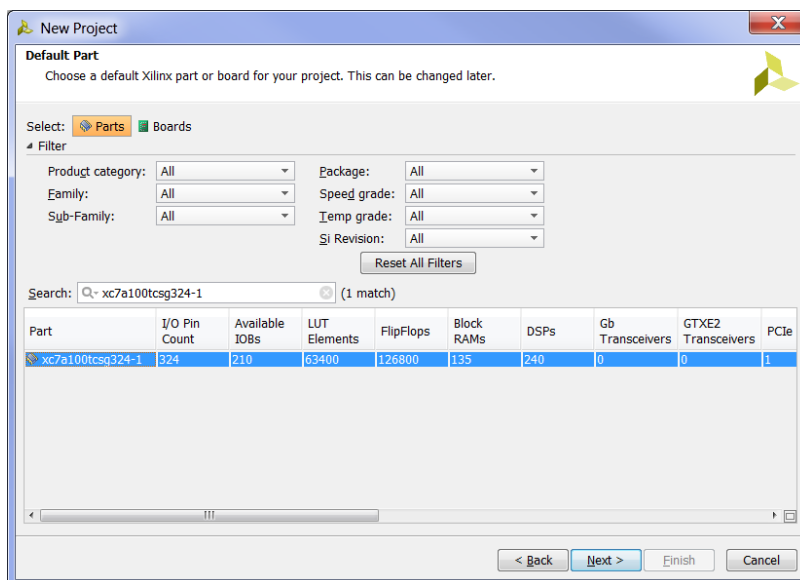 New Project
Default Part
Choose a default Xilinx part or board for your project. This can be changed later.
Select: Parts Boards
Filter
Product category: All Package: All
Family: All Speed grade: All
Sub-Family: All Temp grade: All
Si Revision: All
Reset All Filters
Search: xc7a100tcsg324-1 (1 match)
Part I/O Pin Count Available IOBs LUT Elements FlipFlops Block RAMs DSPs Gb Transceivers GTXE2 Transceivers PCIe
xc7a100tcsg324-1 324 210 63400 126800 135 240 0 0 1
< Back Next > Finish Cancel